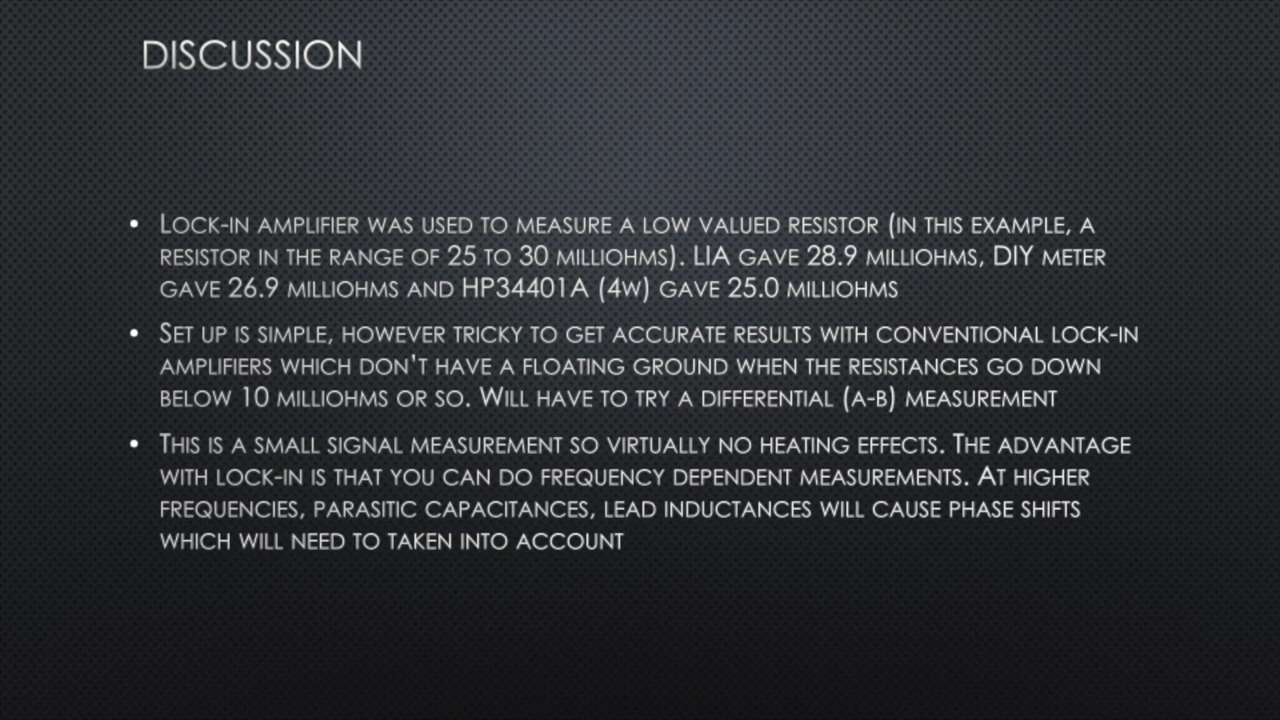 DISCUSSION
• LOCK-IN AMPLIFIER WAS USED TO MEASURE A LOW VALUED RESISTOR (IN THIS EXAMPLE, A
RESISTOR IN THE RANGE OF 25 TO 30 MILLIOHMS). LIA GAVE 28.9 MILLIOHMS, DIY METER
GAVE 26.9 MILLIOHMS AND HP34401A (4W) GAVE 25.0 MILLIOHMS
• SET UP IS SIMPLE, HOWEVER TRICKY TO GET ACCURATE RESULTS WITH CONVENTIONAL LOCK-IN
AMPLIFIERS WHICH DON'T HAVE A FLOATING GROUND WHEN THE RESISTANCES GO DOWN
BELOW 10 MILLIOHMS OR SO. WILL HAVE TO TRY A DIFFERENTIAL (A-B) MEASUREMENT
• THIS IS A SMALL SIGNAL MEASUREMENT SO VIRTUALLY NO HEATING EFFECTS. THE ADVANTAGE
WITH LOCK-IN IS THAT YOU CAN DO FREQUENCY DEPENDENT MEASUREMENTS. AT HIGHER
FREQUENCIES, PARASITIC CAPACITANCES, LEAD INDUCTANCES WILL CAUSE PHASE SHIFTS
WHICH WILL NEED TO TAKEN INTO ACCOUNT